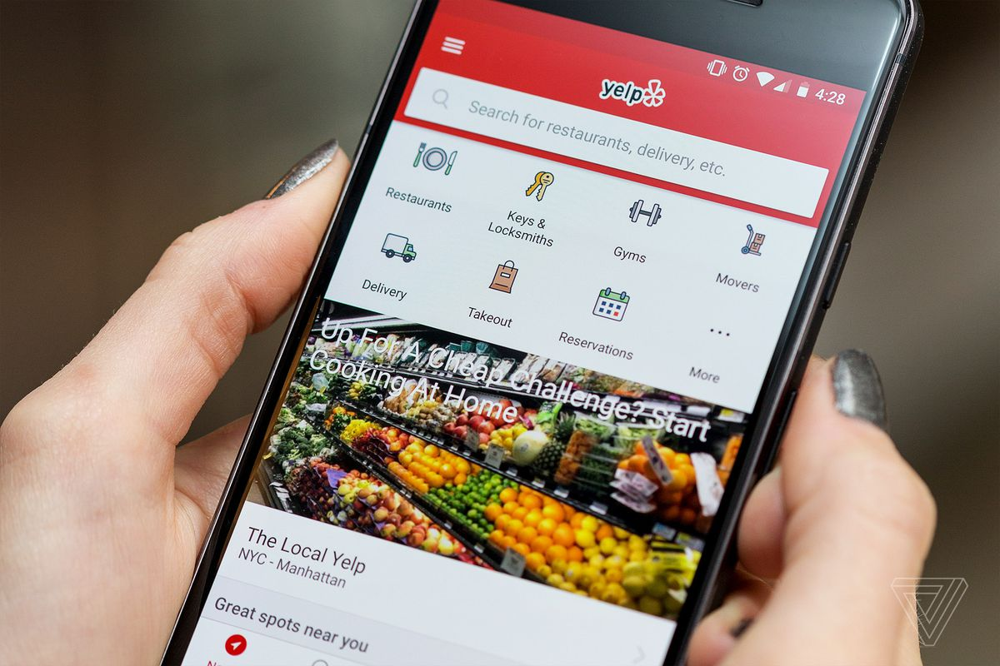 4:28
yelp
Search for restaurants, delivery, etc.
Restaurants
Keys &
Locksmiths
Gyms
Movers
Delivery
Takeout
Reservations
More
Up For A Cheap Challenge? Start
Cooking At Home
The Local Yelp
NYC - Manhattan
Great spots near you